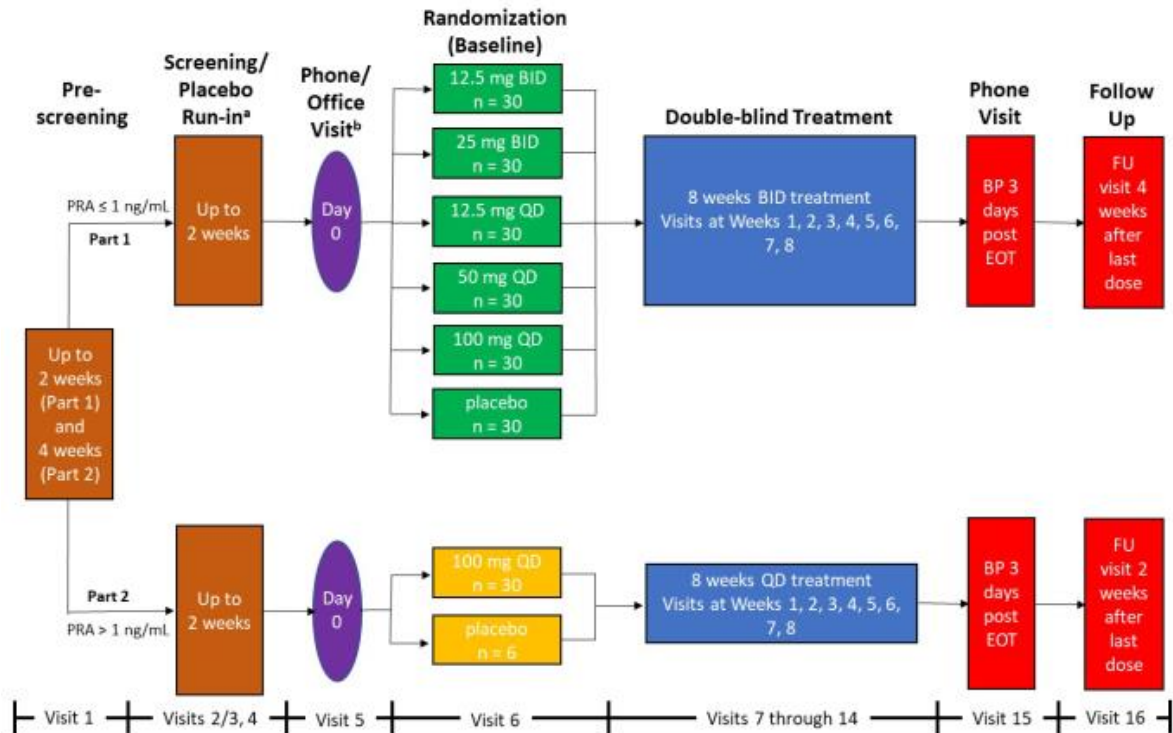 Pre-
screening
Screening/
Placebo
Run-inᵃ
Phone/
Office
Visitᵇ
Randomization
(Baseline)
Double-blind Treatment
Phone
Visit
Follow
Up
PRA ≤ 1 ng/mL
Part 1
Up to
2 weeks
Day
0
12.5 mg BID
n = 30
25 mg BID
n = 30
12.5 mg QD
n = 30
50 mg QD
n = 30
100 mg QD
n = 30
placebo
n = 30
8 weeks BID treatment
Visits at Weeks 1, 2, 3, 4, 5, 6,
7, 8
BP 3
days
post
EOT
FU
visit 4
weeks
after
last
dose
Up to
2 weeks
(Part 1)
and
4 weeks
(Part 2)
Part 2
PRA > 1 ng/mL
Up to
2 weeks
Day
0
100 mg QD
n = 30
placebo
n = 6
8 weeks QD treatment
Visits at Weeks 1, 2, 3, 4, 5, 6,
7, 8
BP 3
days
post
EOT
FU
visit 2
weeks
after
last
dose
Visit 1
Visits 2/3, 4
Visit 5
Visit 6
Visits 7 through 14
Visit 15
Visit 16